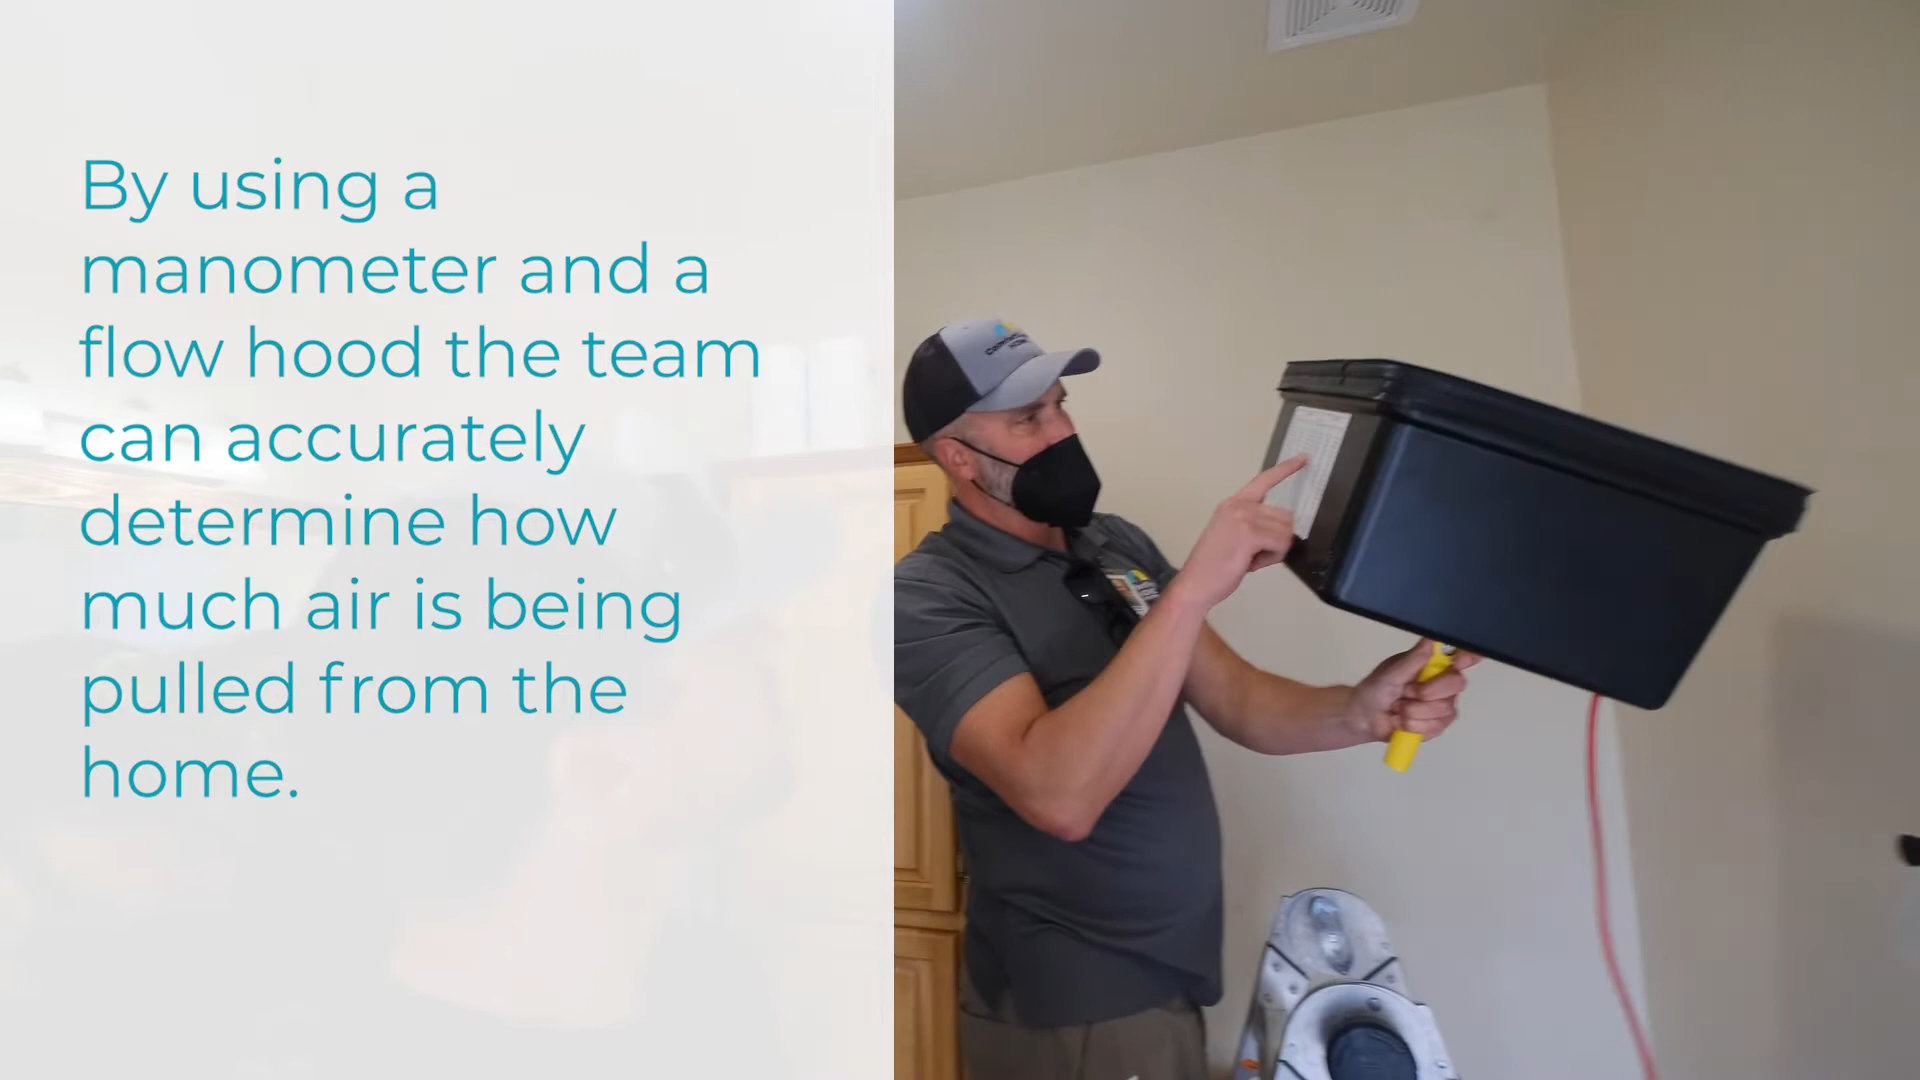 By using a
manometer and a
flow hood the team
can accurately
determine how
much air is being
pulled from the
home.